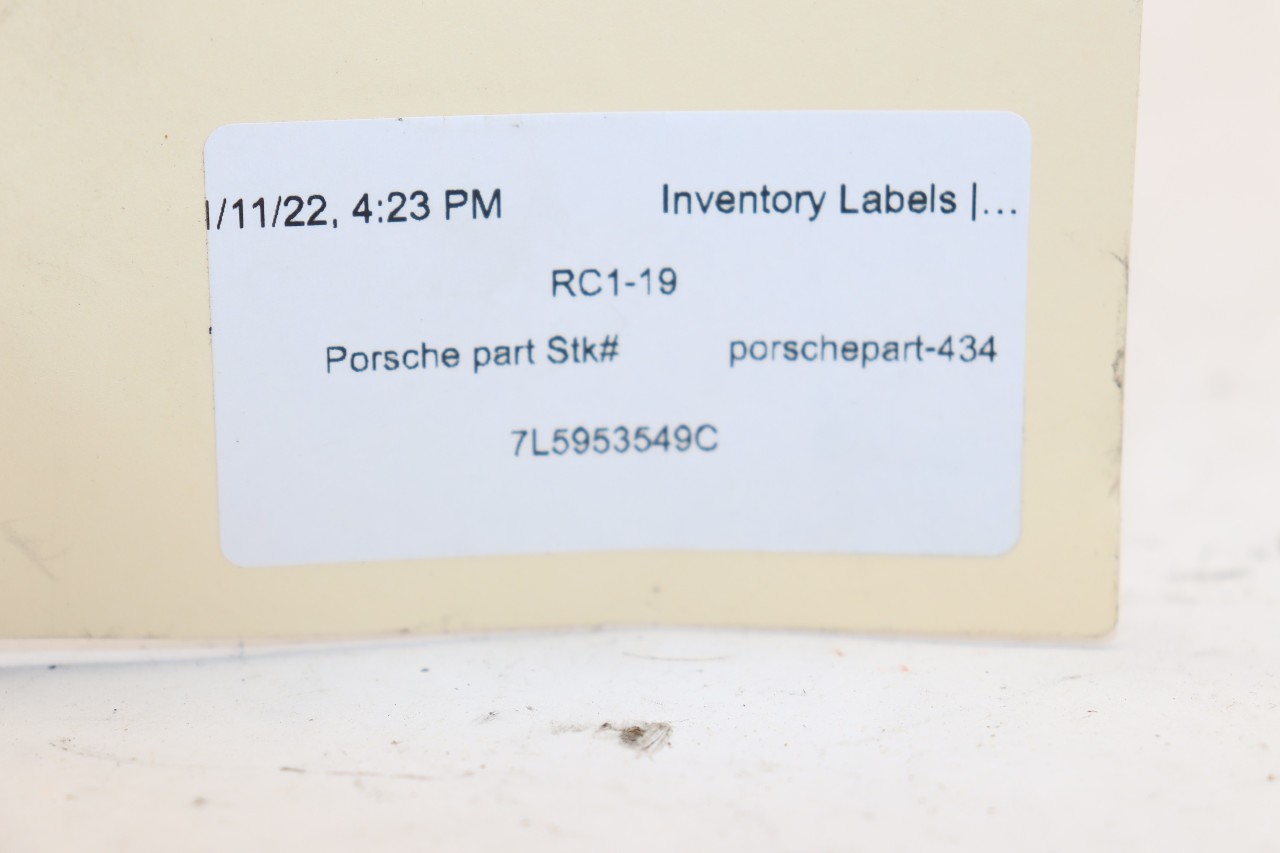 /11/22, 4:23 PM Inventory Labels |...
RC1-19
Porsche part Stk# porschepart-434
7L5953549C